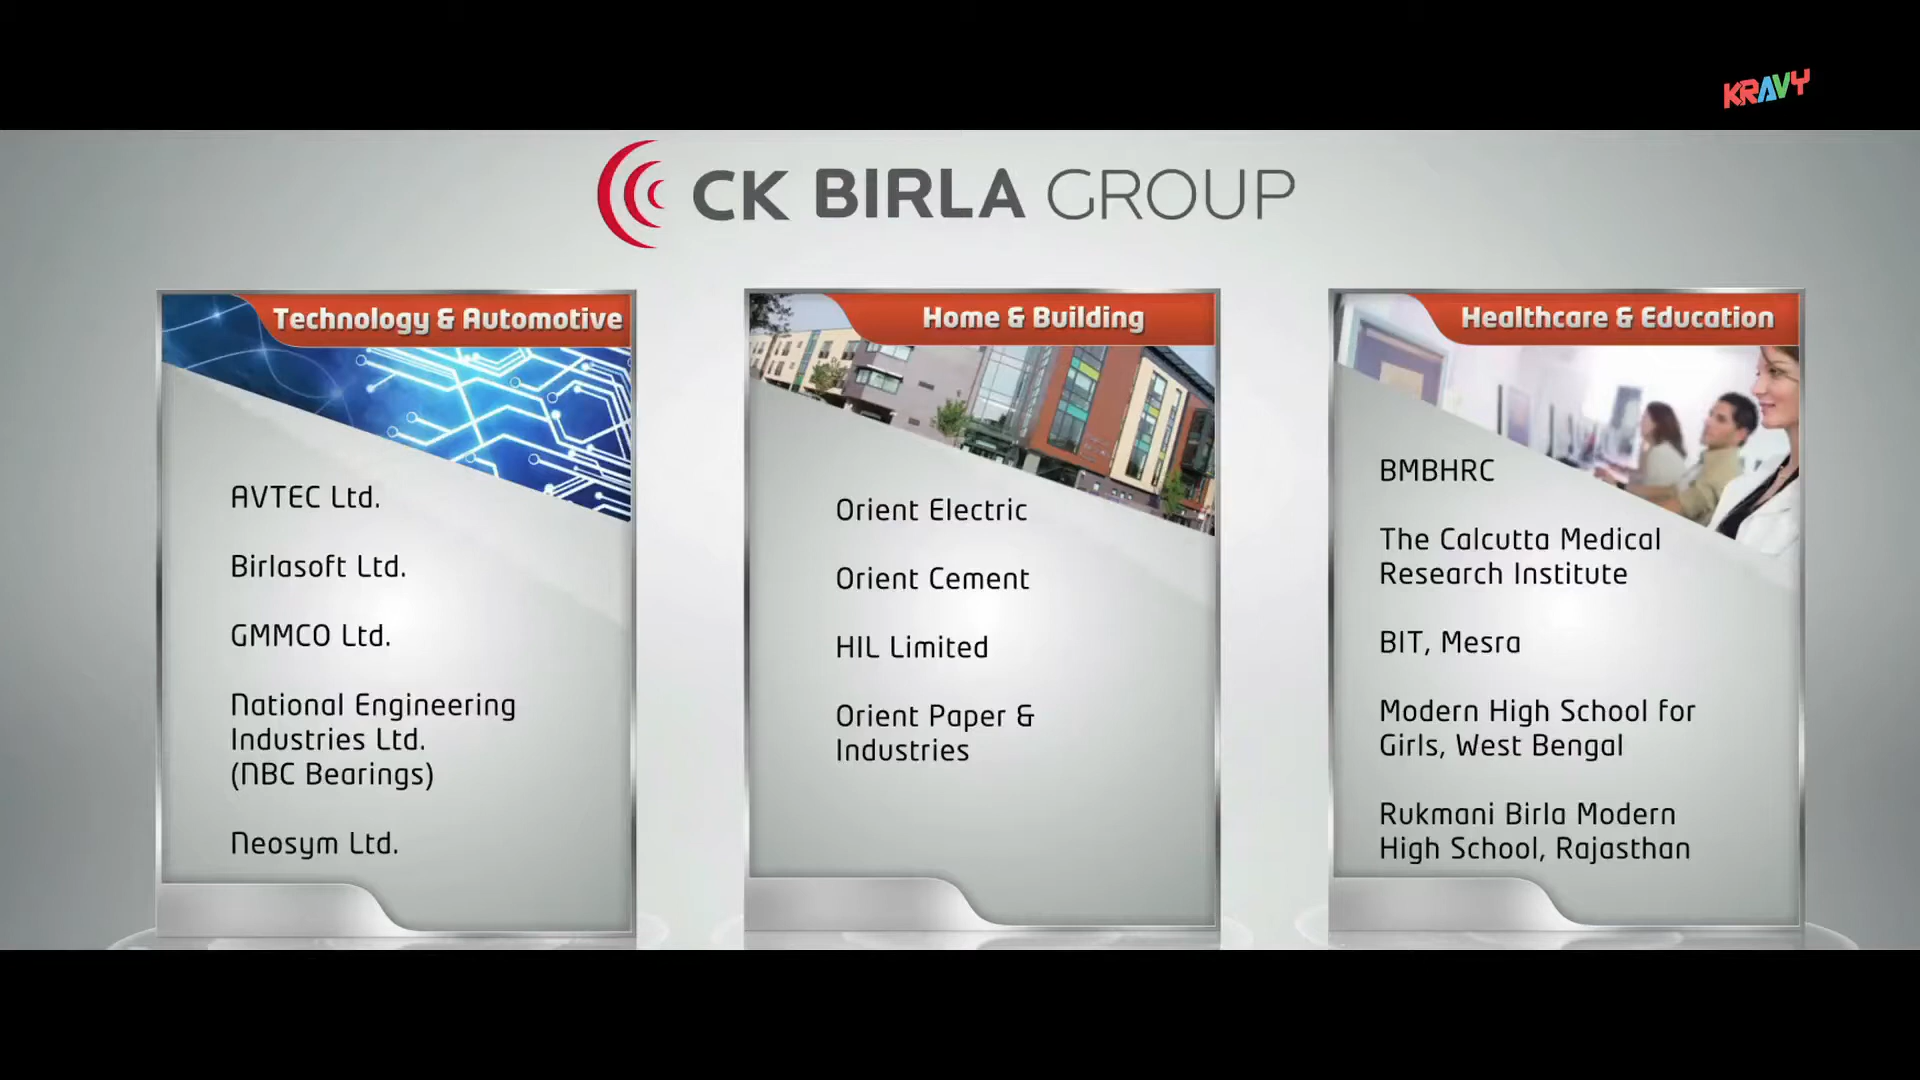 KRAVY
CK BIRLA GROUP
Technology & Automotive
AVTEC Ltd.
Birlasoft Ltd.
GMMCO Ltd.
National Engineering
Industries Ltd.
(NBC Bearings)
Neosym Ltd.
Home & Building
Orient Electric
Orient Cement
HIL Limited
Orient Paper &
Industries
Healthcare & Education
BMBHRC
The Calcutta Medical
Research Institute
BIT, Mesra
Modern High School for
Girls, West Bengal
Rukmani Birla Modern
High School, Rajasthan